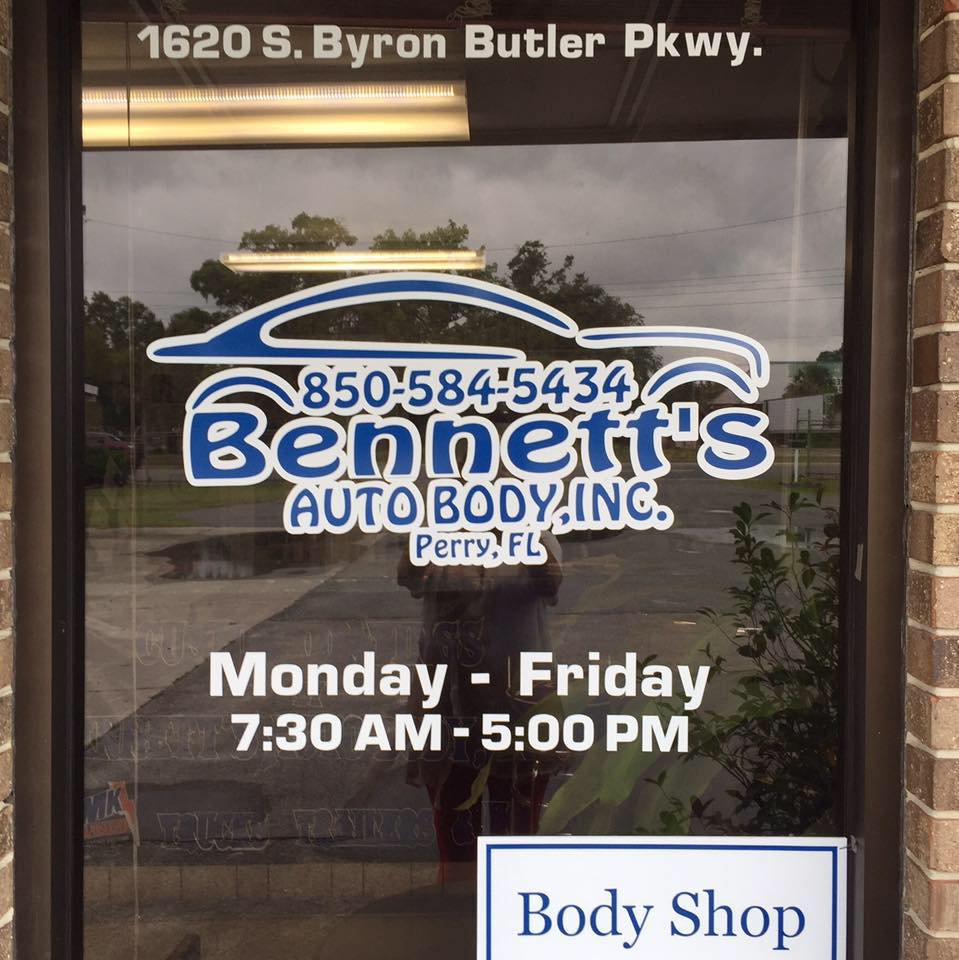 1620 S. Byron Butler Pkwy.
850-584-5434
Bennett's
AUTO BODY, INC.
Perry, FL
Monday - Friday
7:30 AM - 5:00 PM
TRAILERS
Body Shop